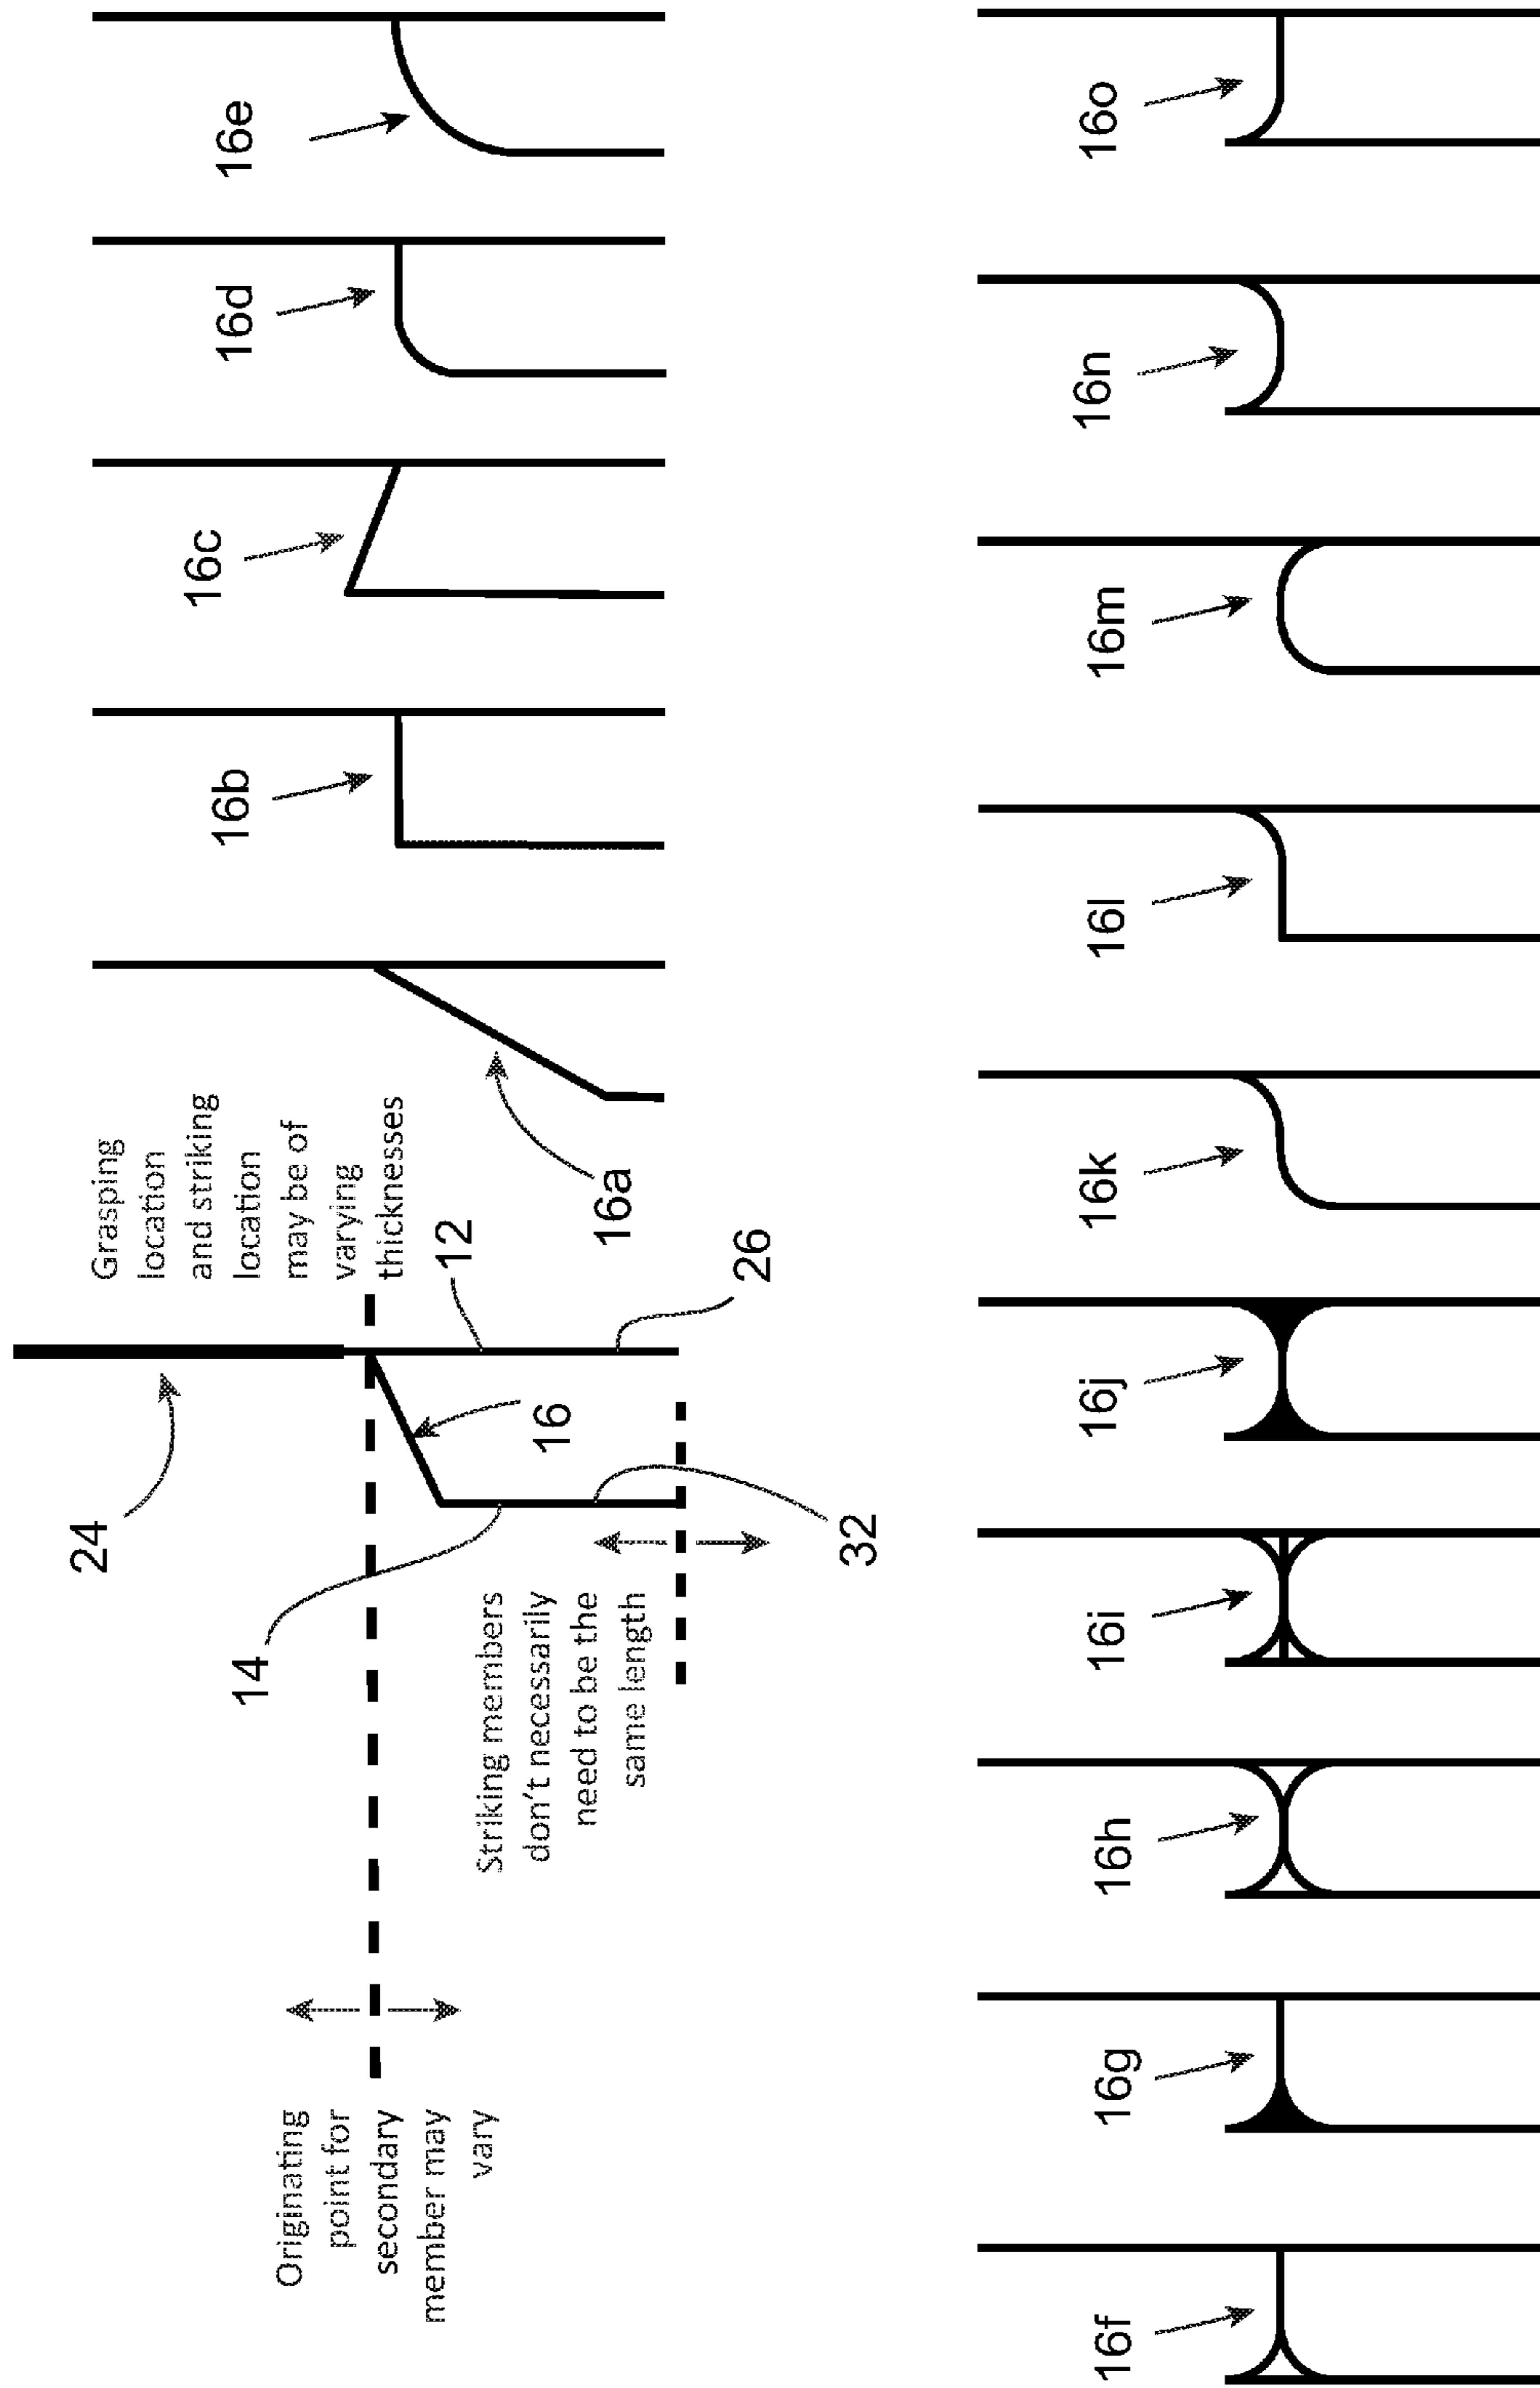 Originating
point for
secondary
member may
vary
14
24
Striking members
don't necessarily
need to be the
same length
Grasping
location
and striking
location
may be of
varying
thicknesses
12
16
26
32
16a
16b
16c
16d
16e
16f
16g
16h
16i
16j
16k
16l
16m
16n
16o